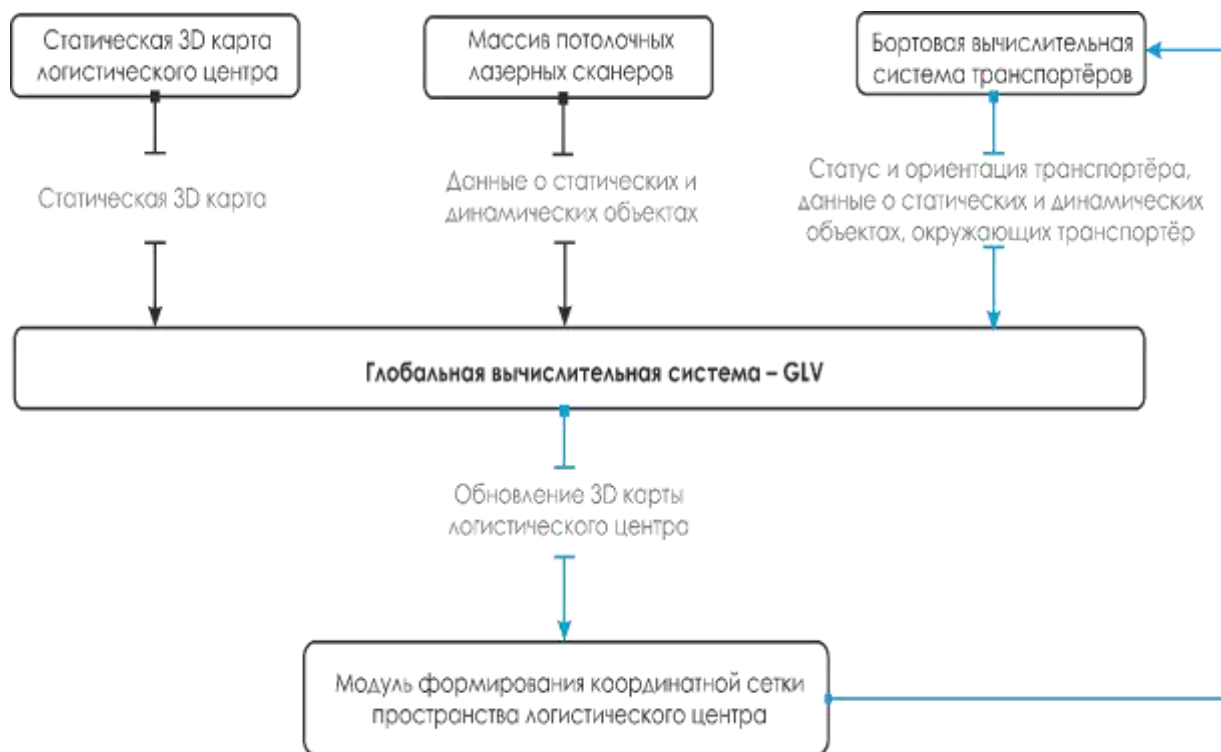 Статическая 3D карта
логистического центра
Массив потолочных
лазерных сканеров
Бортовая вычислительная
система транспортёров
Статическая 3D карта
Данные о статических и
динамических объектах
Статус и ориентация транспортёра,
данные о статических и динамических
объектах, окружающих транспортёр
Глобальная вычислительная система – GLV
Обновление 3D карты
логистического центра
Модуль формирования координатной сетки
пространства логистического центра